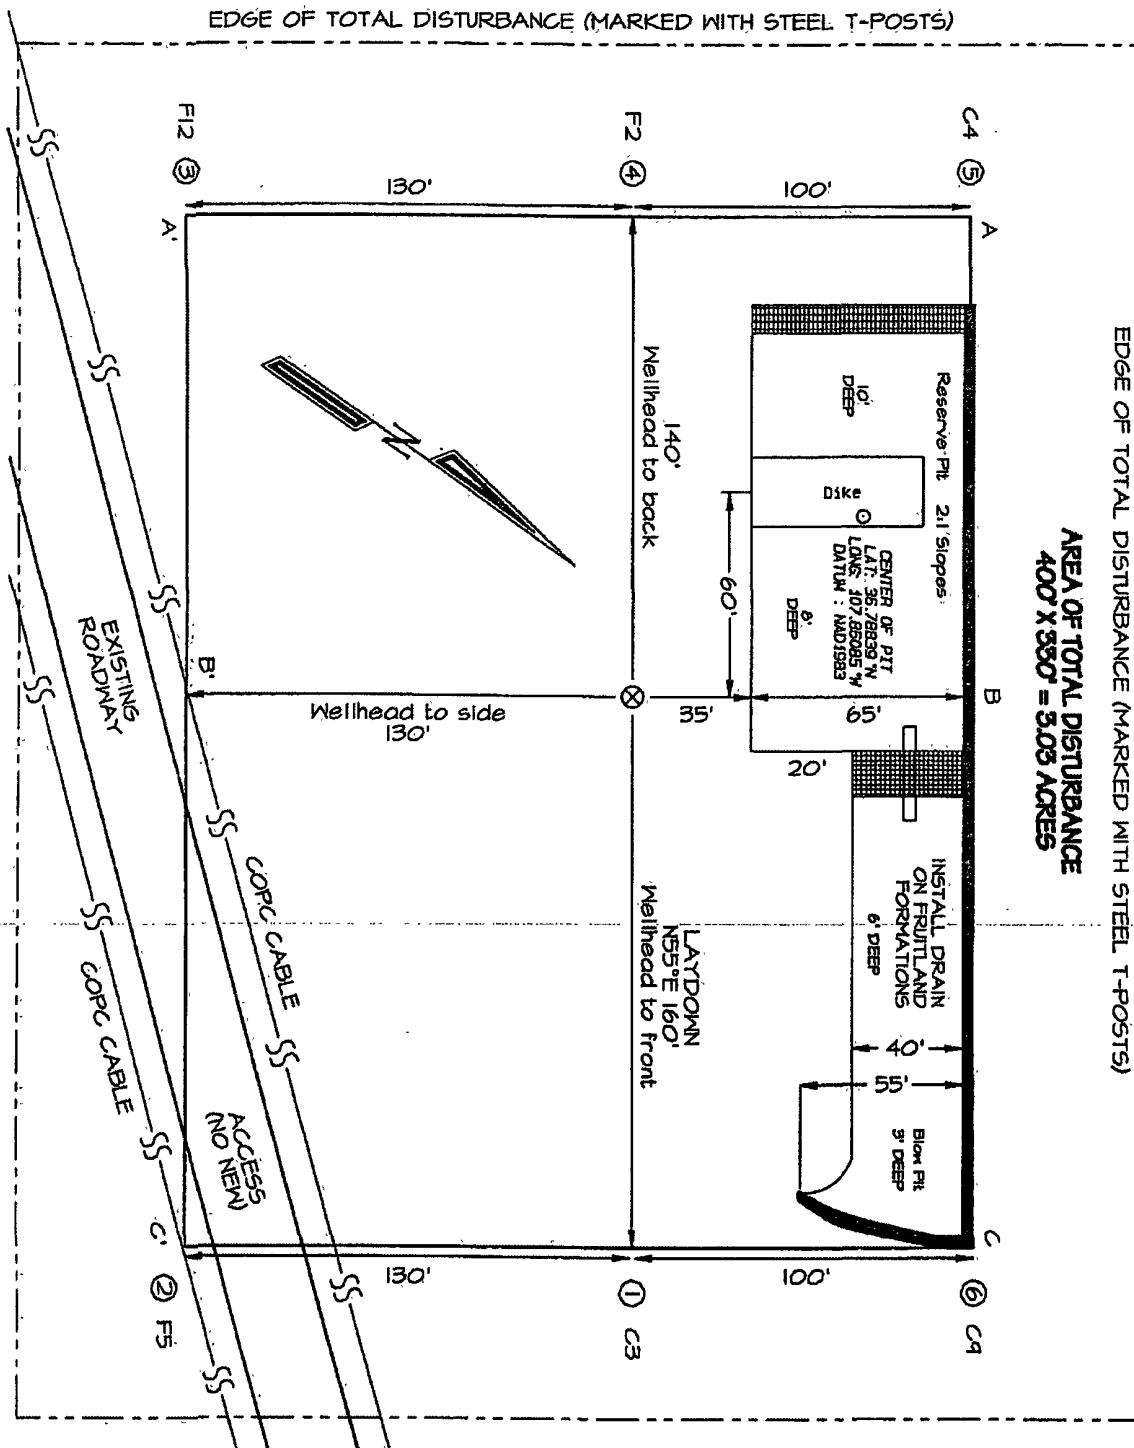 EDGE OF TOTAL DISTURBANCE (MARKED WITH STEEL T-POSTS)
EDGE OF TOTAL DISTURBANCE (MARKED WITH STEEL T-POSTS)
AREA OF TOTAL DISTURBANCE
400' X 330' = 3.03 ACRES
C4 ⑤
F2 ④
F12 ③
100'
130'
A
A'
Reserve Pit 2:1 Slopes
10'
DEEP
Dike
CENTER OF PIT
LAT: 36.78839 °N
LONG: 107.85085 °W
DATUM : NAD1983
8'
DEEP
60'
140'
Wellhead to back
N
B
65'
35'
Wellhead to side
130'
B'
20'
INSTALL DRAIN
ON FRUITLAND
FORMATIONS
6' DEEP
40'
55'
Blow Pit
3' DEEP
LAYDOWN
N55°E 160'
Wellhead to front
EXISTING
ROADWAY
COPC CABLE
COPC CABLE
ACCESS
(NO NEW)
C
C'
100'
130'
⑥ C9
① C3
② F5